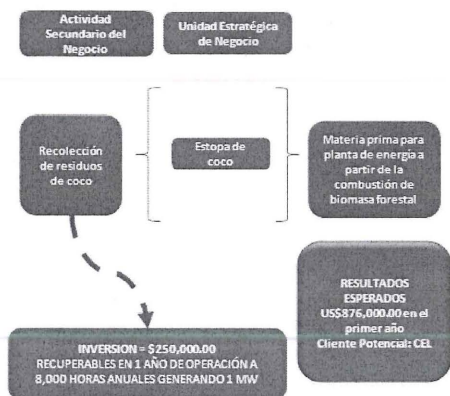 Actividad
Secundario del
Negocio
Unidad Estratégica
de Negocio
Recolección
de residuos
de coco
Estopa de
coco
Materia prima para
planta de energía a
partir de la
combustión de
biomasa forestal
RESULTADOS
ESPERADOS
US$876,000.00 en el
primer año
Cliente Potencial: CEL
INVERSION = $250,000.00
RECUPERABLES EN 1 AÑO DE OPERACIÓN A
8,000 HORAS ANUALES GENERANDO 1 MW